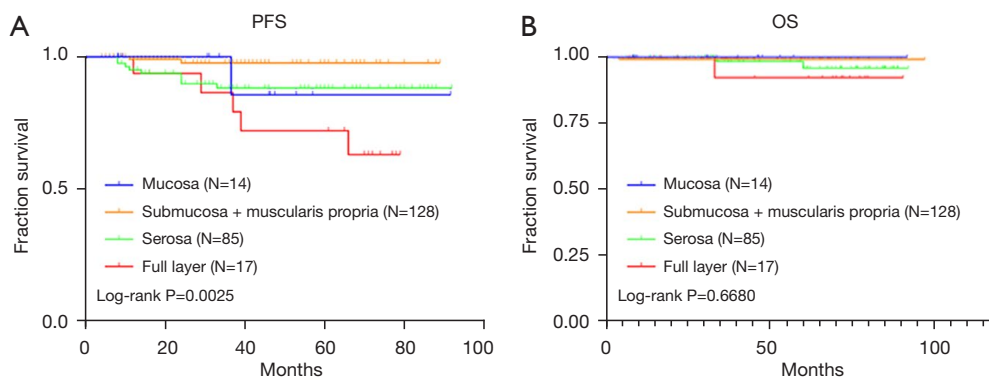 A
PFS
1.0
0.5
0.0
Fraction survival
Mucosa (N=14)
Submucosa + muscularis propria (N=128)
Serosa (N=85)
Full layer (N=17)
Log-rank P=0.0025
0 20 40 60 80 100
Months
B
OS
1.00
0.75
0.50
0.25
0.00
Fraction survival
Mucosa (N=14)
Submucosa + muscularis propria (N=128)
Serosa (N=85)
Full layer (N=17)
Log-rank P=0.6680
0 50 100
Months